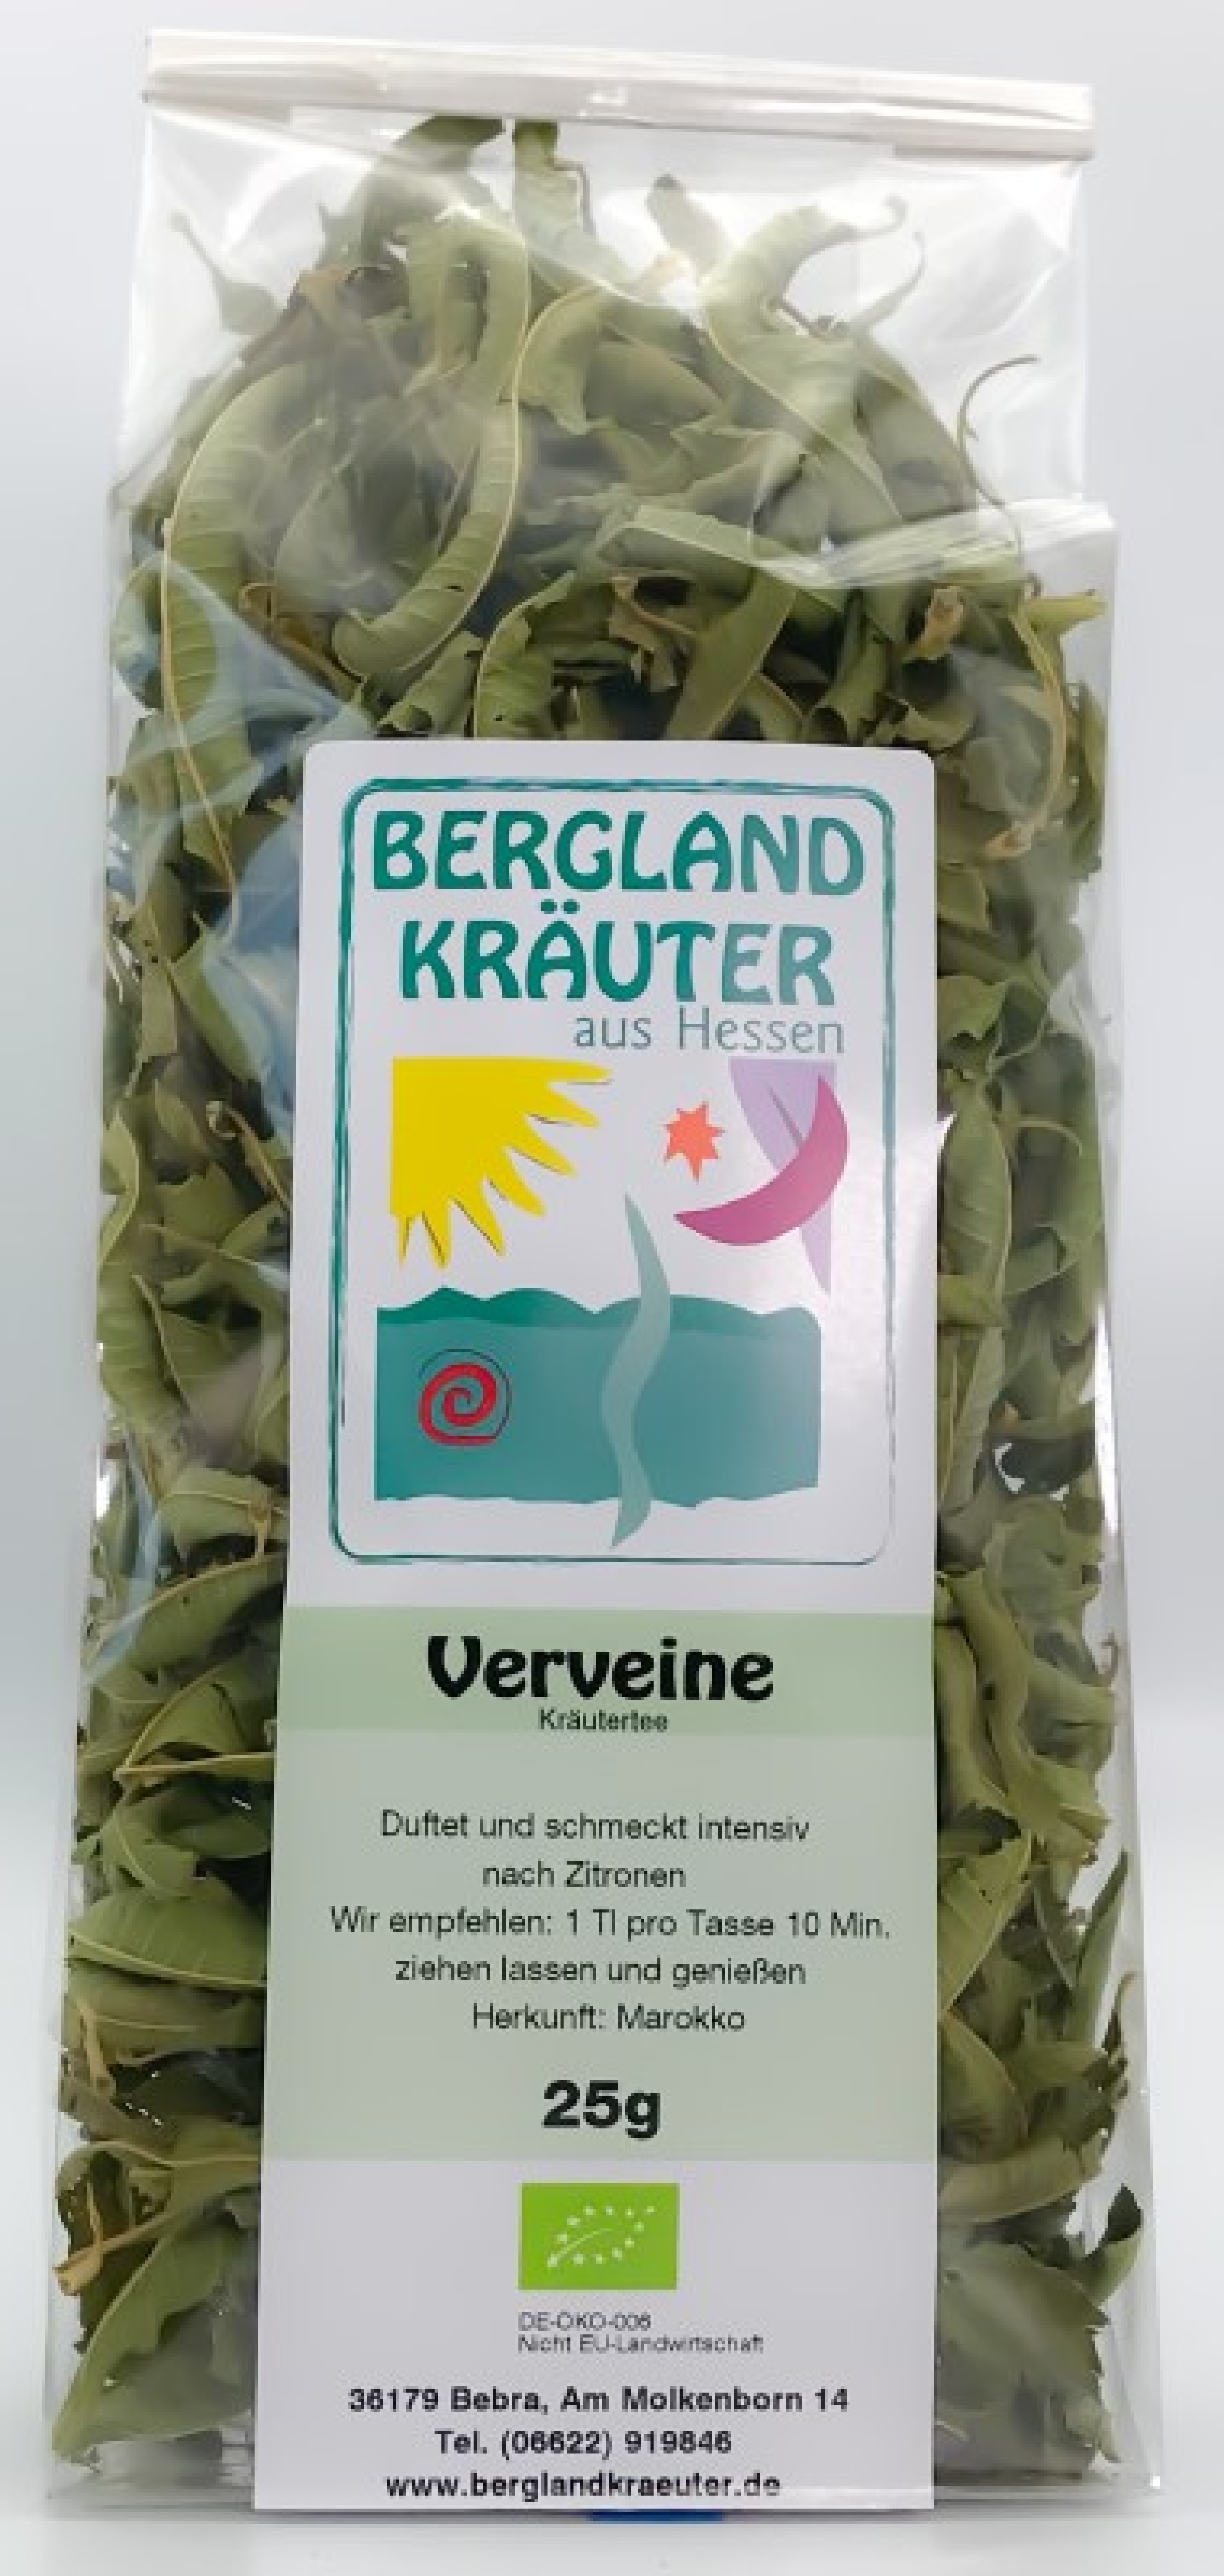 BERGLAND
KRÄUTER
aus Hessen
Verveine
Kräutertee
Duftet und schmeckt intensiv
nach Zitronen
Wir empfehlen: 1 Tl pro Tasse 10 Min.
ziehen lassen und genießen
Herkunft: Marokko
25g
DE-ÖKO-006
Nicht EU-Landwirtschaft
36179 Bebra, Am Molkenborn 14
Tel. (06622) 919846
www.berglandkraeuter.de